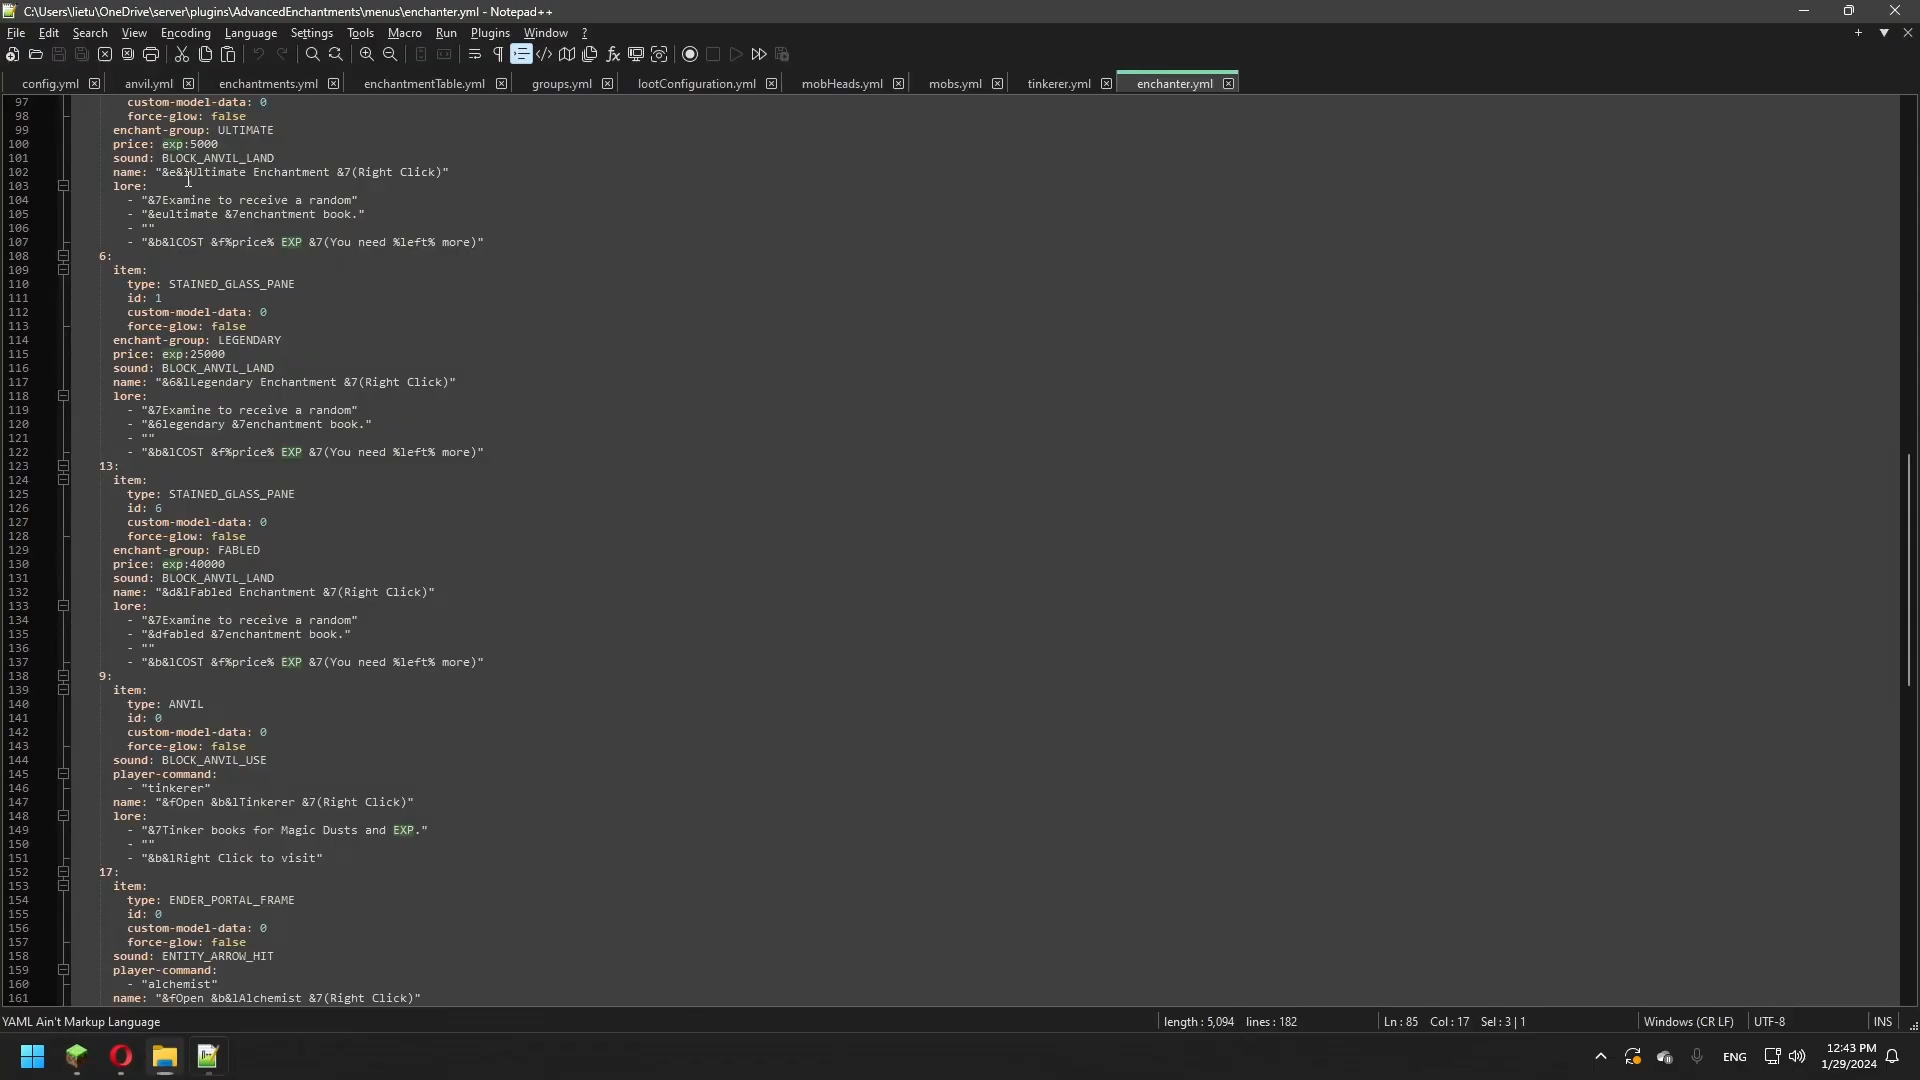 C:\Users\lietu\OneDrive\server\plugins\AdvancedEnchantments\menus\enchanter.yml - Notepad++
File Edit Search View Encoding Language Settings Tools Macro Run Plugins Window ?
config.yml anvil.yml enchantments.yml enchantmentTable.yml groups.yml lootConfiguration.yml mobHeads.yml mobs.yml tinkerer.yml enchanter.yml
97 custom-model-data: 0
98 force-glow: false
99 enchant-group: ULTIMATE
100 price: exp:5000
101 sound: BLOCK_ANVIL_LAND
102 name: "&e&lUltimate Enchantment &7(Right Click)"
103 lore:
104 - "&7Examine to receive a random"
105 - "&eultimate &7enchantment book."
106 - ""
107 - "&b&lCOST &f%price% EXP &7(You need %left% more)"
108 6:
109 item:
110 type: STAINED_GLASS_PANE
111 id: 1
112 custom-model-data: 0
113 force-glow: false
114 enchant-group: LEGENDARY
115 price: exp:25000
116 sound: BLOCK_ANVIL_LAND
117 name: "&6&lLegendary Enchantment &7(Right Click)"
118 lore:
119 - "&7Examine to receive a random"
120 - "&6legendary &7enchantment book."
121 - ""
122 - "&b&lCOST &f%price% EXP &7(You need %left% more)"
123 13:
124 item:
125 type: STAINED_GLASS_PANE
126 id: 6
127 custom-model-data: 0
128 force-glow: false
129 enchant-group: FABLED
130 price: exp:40000
131 sound: BLOCK_ANVIL_LAND
132 name: "&d&lFabled Enchantment &7(Right Click)"
133 lore:
134 - "&7Examine to receive a random"
135 - "&dfabled &7enchantment book."
136 - ""
137 - "&b&lCOST &f%price% EXP &7(You need %left% more)"
138 9:
139 item:
140 type: ANVIL
141 id: 0
142 custom-model-data: 0
143 force-glow: false
144 sound: BLOCK_ANVIL_USE
145 player-command:
146 - "tinkerer"
147 name: "&fOpen &b&lTinkerer &7(Right Click)"
148 lore:
149 - "&7Tinker books for Magic Dusts and EXP."
150 - ""
151 - "&b&lRight Click to visit"
152 17:
153 item:
154 type: ENDER_PORTAL_FRAME
155 id: 0
156 custom-model-data: 0
157 force-glow: false
158 sound: ENTITY_ARROW_HIT
159 player-command:
160 - "alchemist"
161 name: "&fOpen &b&lAlchemist &7(Right Click)"
YAML Ain't Markup Language length : 5,094 lines : 182 Ln : 85 Col : 17 Sel : 3 | 1 Windows (CR LF) UTF-8 INS
ENG 12:43 PM
1/29/2024